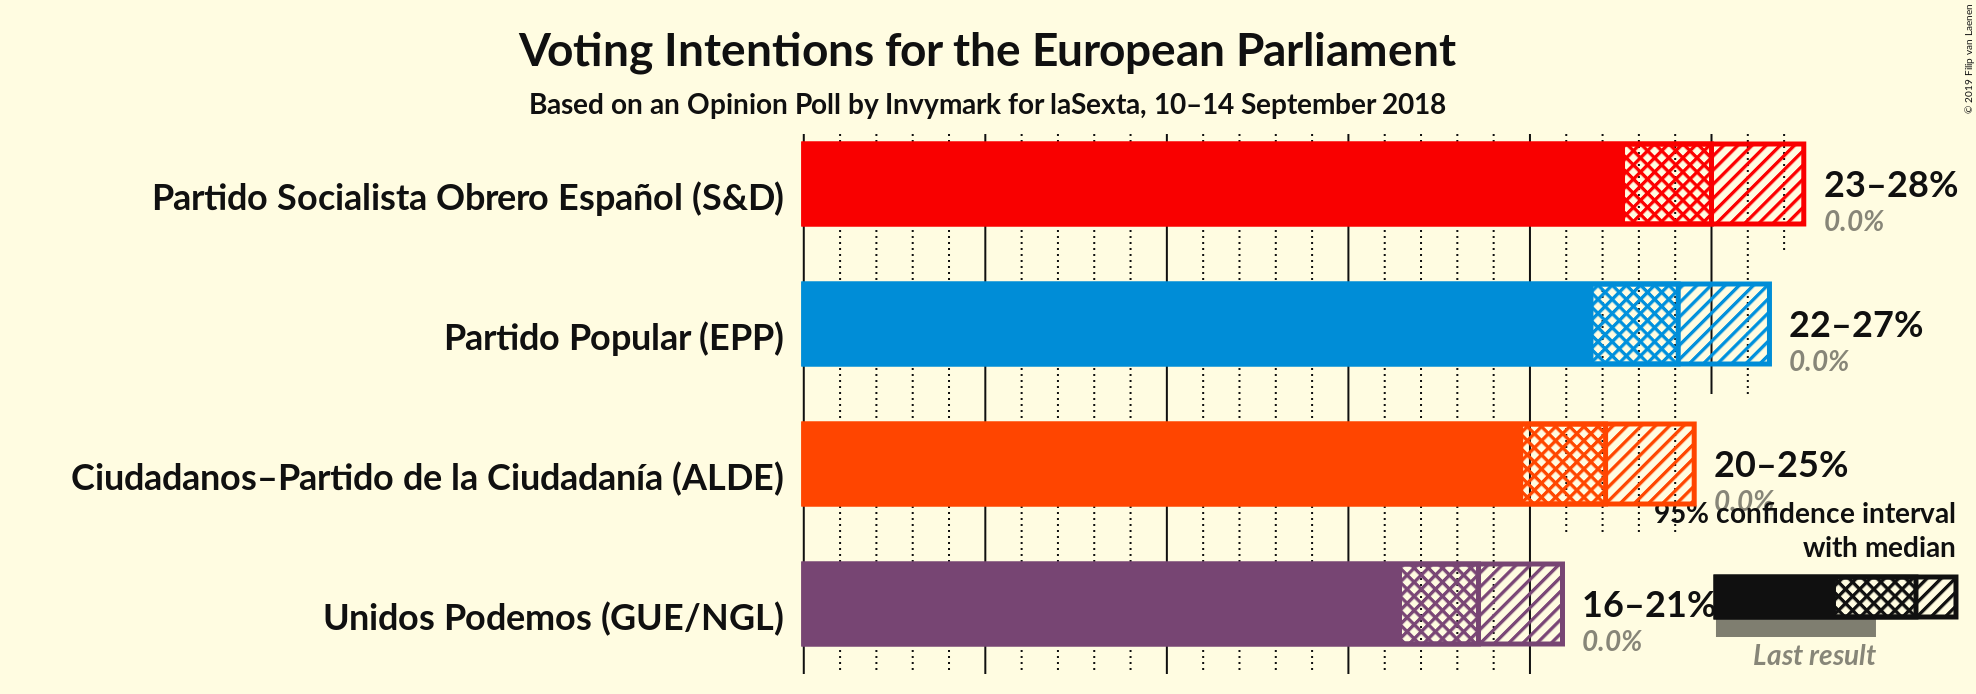 Voting Intentions for the European Parliament
Based on an Opinion Poll by Invymark for laSexta, 10–14 September 2018
© 2019 Filip van Laenen
Partido Socialista Obrero Español (S&D)
23–28%
0.0%
Partido Popular (EPP)
22–27%
0.0%
Ciudadanos–Partido de la Ciudadanía (ALDE)
20–25%
0.0%
95% confidence interval
with median
Unidos Podemos (GUE/NGL)
16–21%
0.0%
Last result